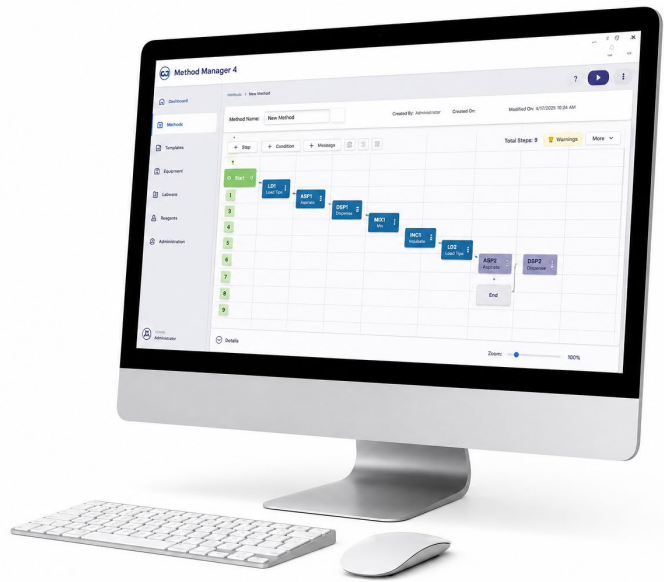 Method Manager 4
?
Dashboard
Methods
Templates
Equipment
Labware
Reagents
Administration
Administrator
Methods > New Method
Method Name: New Method
Created By: Administrator
Created On:
Modified On: 4/17/2025 10:24 AM
+ Step
+ Condition
+ Message
Total Steps: 9
Warnings
More
Start
1
3
4
5
6
7
8
9
LD1
Load Tips
ASP1
Aspirate
DSP1
Dispense
MIX1
Mix
INC1
Incubate
LD2
Load Tips
ASP2
Aspirate
DSP2
Dispense
End
Details
Zoom:
100%